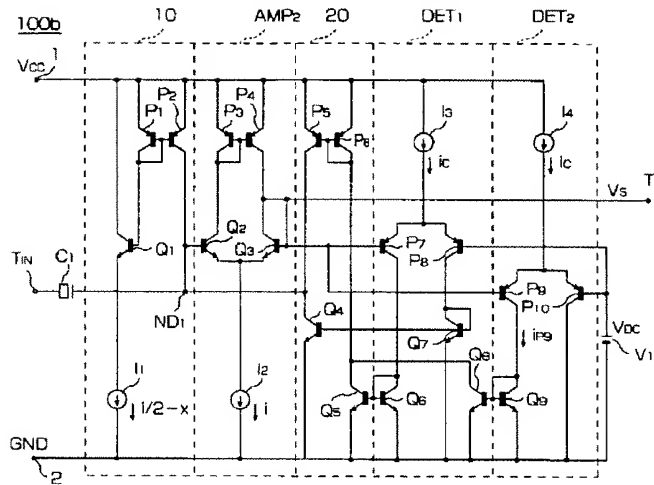 100b
10
AMP2
20
DET1
DET2
VCC
1
P1
P2
P3
P4
P5
P6
I3
ic
I4
ic
T
VS
Q1
Q2
Q3
P7
P8
TIN
C1
ND1
Q4
Q7
P9
P10
VDC
V1
iP9
I1
i/2-x
I2
i
Q5
Q6
Q8
Q9
GND
2